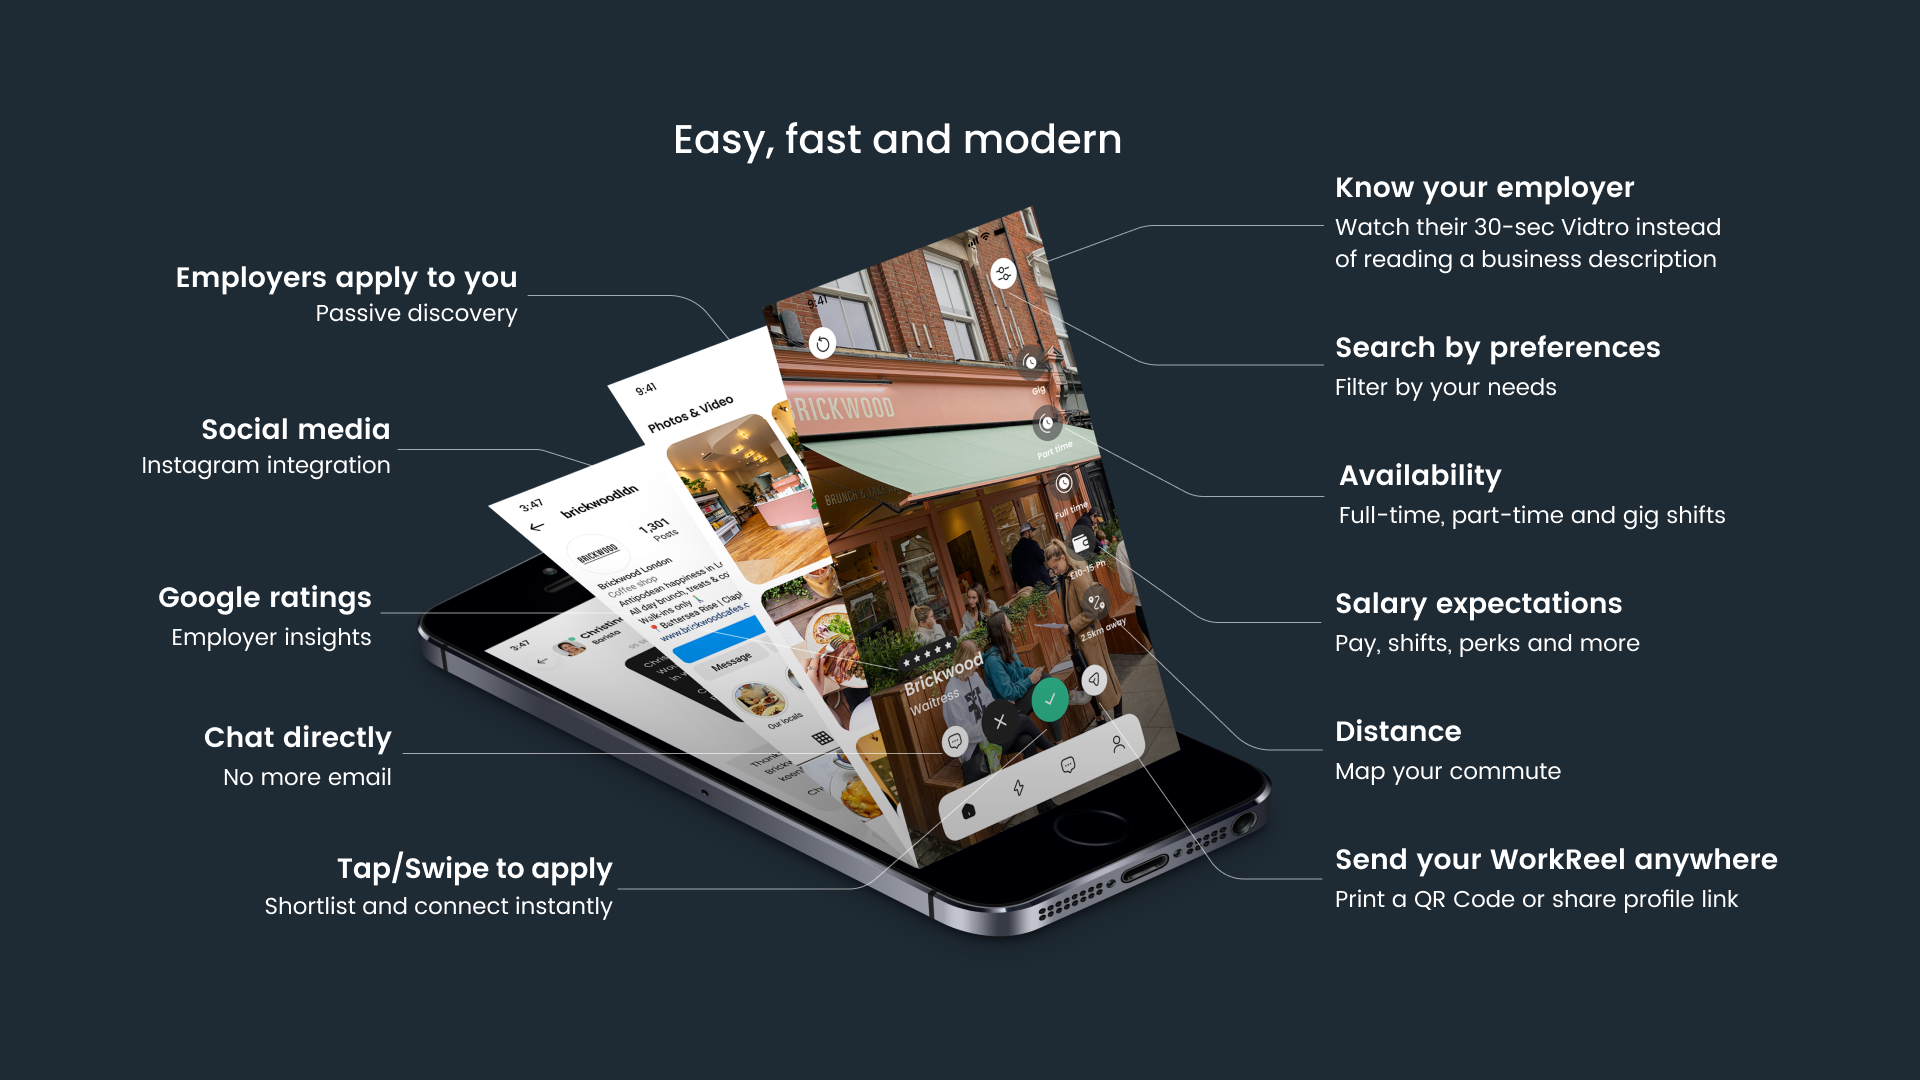 Easy, fast and modern
Employers apply to you
Passive discovery
Social media
Instagram integration
Google ratings
Employer insights
Chat directly
No more email
Tap/Swipe to apply
Shortlist and connect instantly
Know your employer
Watch their 30-sec Vidtro instead
of reading a business description
Search by preferences
Filter by your needs
Availability
Full-time, part-time and gig shifts
Salary expectations
Pay, shifts, perks and more
Distance
Map your commute
Send your WorkReel anywhere
Print a QR Code or share profile link
9:41
BRICKWOOD
BRUNCH &
Gig
Part time
Full time
£10-15 Ph
2.5km away
Brickwood
Waitress
9:41
Photos & Video
3:47
brickwoodldn
BRICKWOOD
1,301
Posts
Brickwood London
Coffee shop
Antipodean happiness in L
All day brunch, treats & co
Walk-ins only
Battersea Rise | Clap
www.brickwoodcafes.c
Message
Our locals
3:47
Christin
Barista